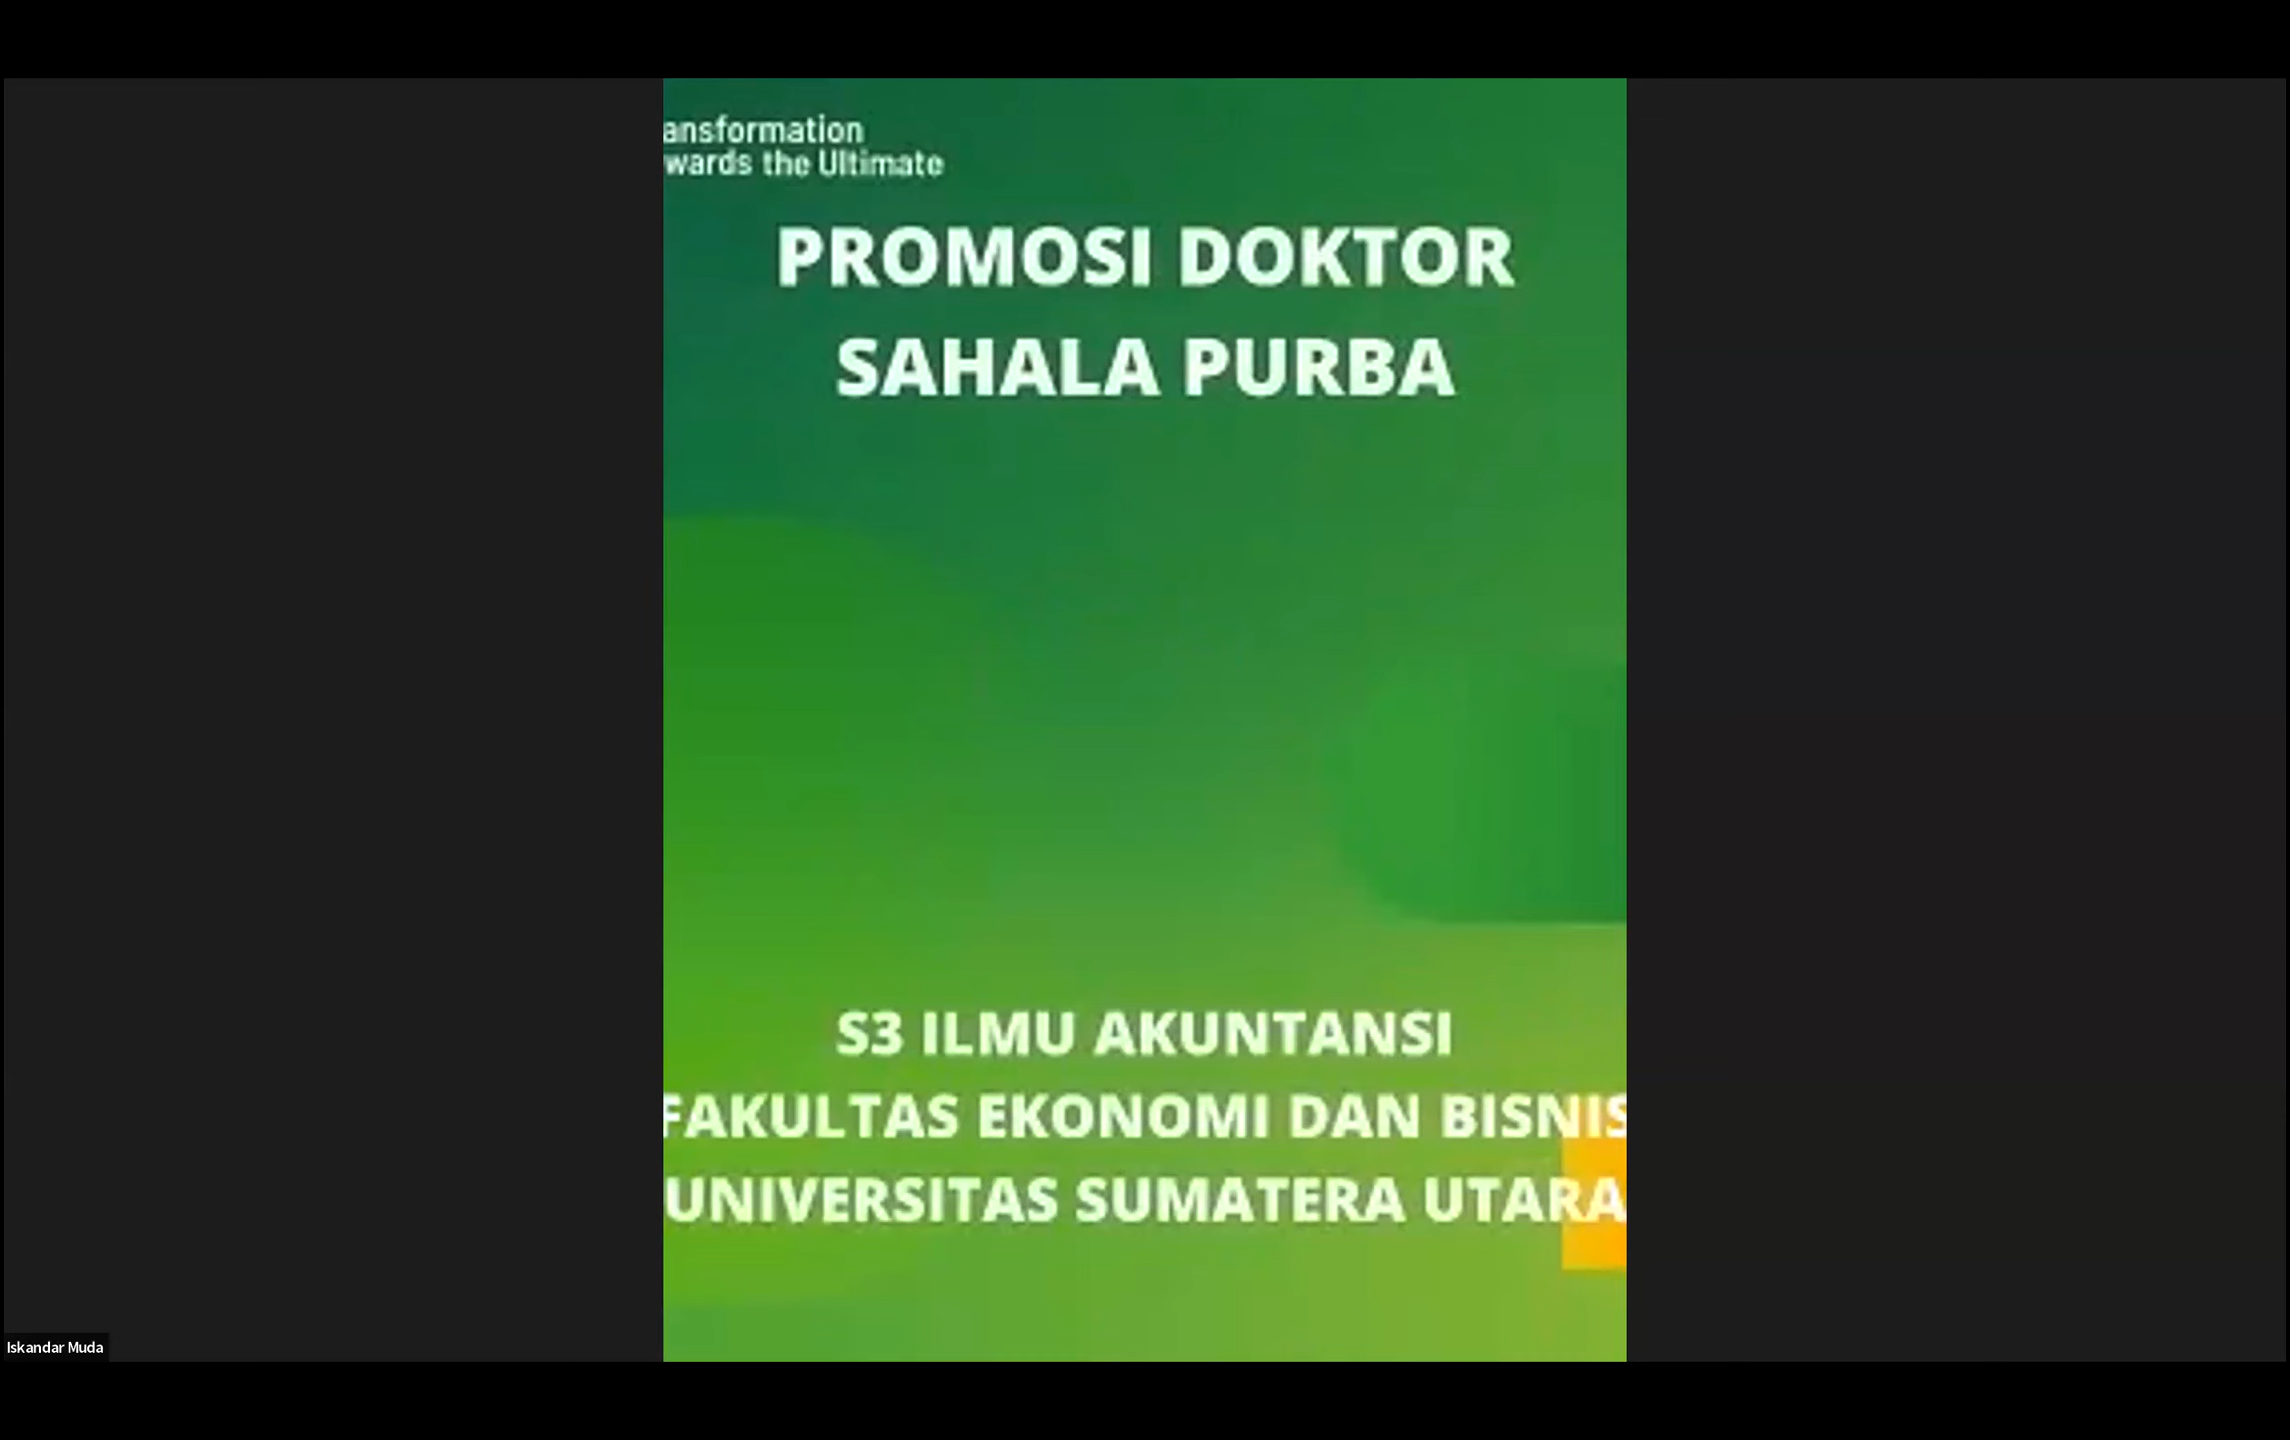 ansformation
wards the Ultimate
PROMOSI DOKTOR
SAHALA PURBA
S3 ILMU AKUNTANSI
FAKULTAS EKONOMI DAN BISNIS
UNIVERSITAS SUMATERA UTARA
Iskandar Muda